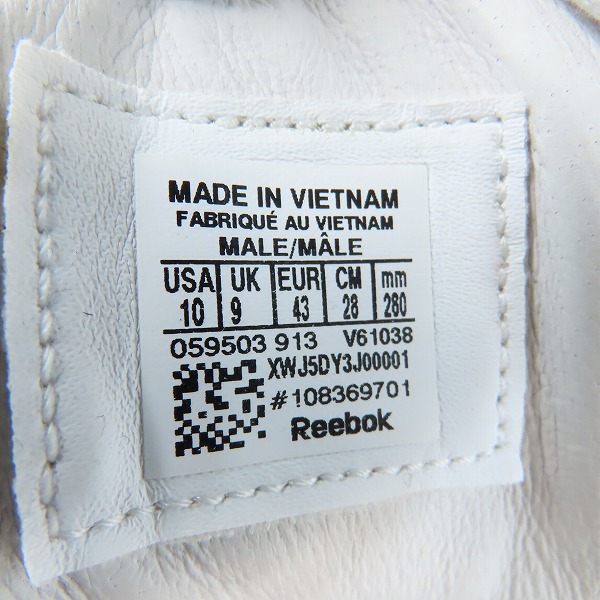 MADE IN VIETNAM
FABRIQUÉ AU VIETNAM
MALE/MÂLE
USA UK EUR CM mm
10 9 43 28 280
059503 913 V61038
XWJ5DY3J00001
#108369701
Reebok